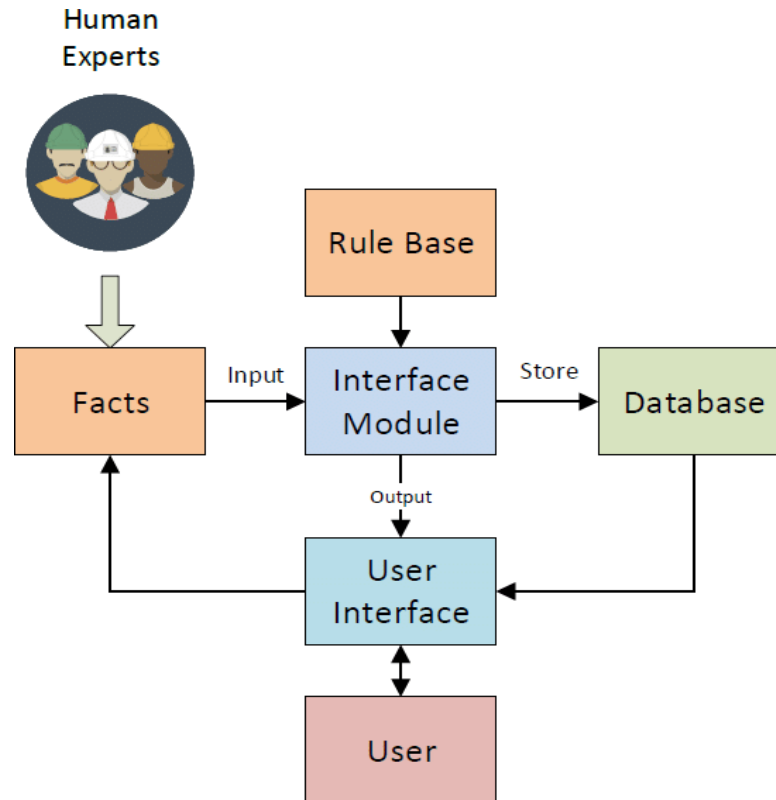 Human
Experts
Rule Base
Facts
Input
Interface
Module
Store
Database
Output
User
Interface
User